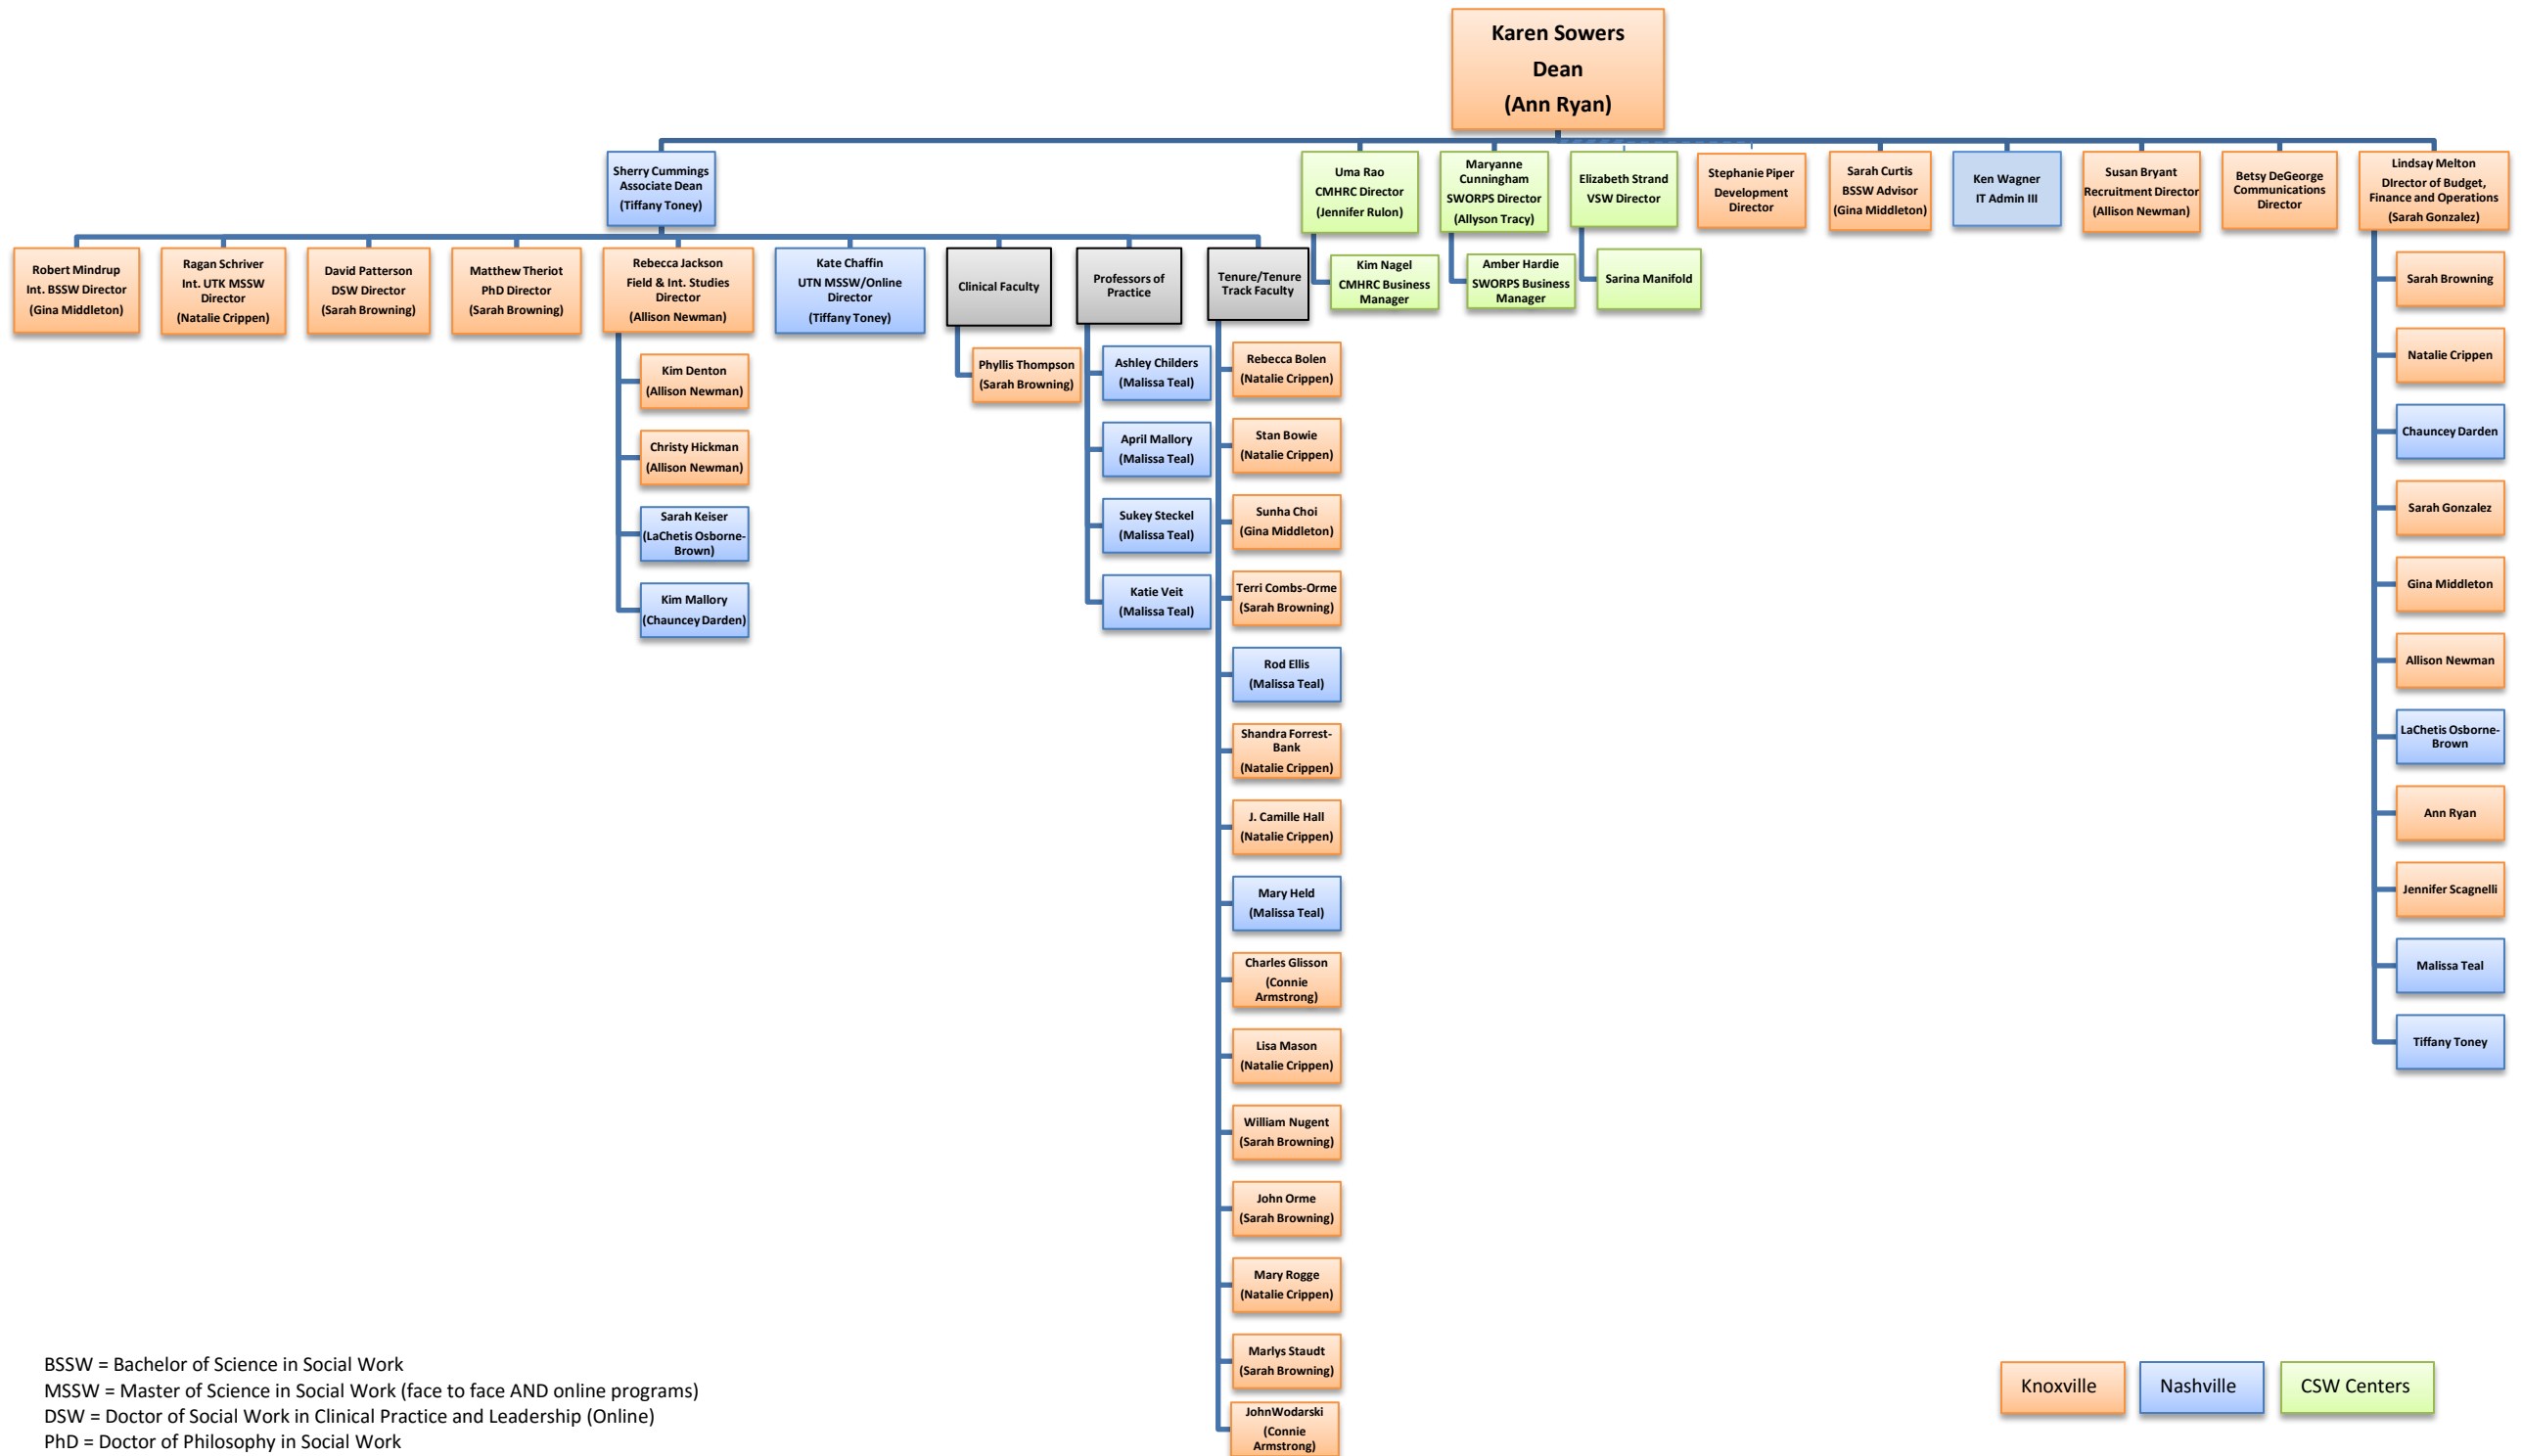 Karen Sowers
Dean
(Ann Ryan)
Sherry Cummings
Associate Dean
(Tiffany Toney)
Uma Rao
CMHRC Director
(Jennifer Rulon)
Maryanne
Cunningham
SWORPS Director
(Allyson Tracy)
Elizabeth Strand
VSW Director
Stephanie Piper
Development
Director
Sarah Curtis
BSSW Advisor
(Gina Middleton)
Ken Wagner
IT Admin III
Susan Bryant
Recruitment Director
(Allison Newman)
Betsy DeGeorge
Communications
Director
Lindsay Melton
DIrector of Budget,
Finance and Operations
(Sarah Gonzalez)
Robert Mindrup
Int. BSSW Director
(Gina Middleton)
Ragan Schriver
Int. UTK MSSW
Director
(Natalie Crippen)
David Patterson
DSW Director
(Sarah Browning)
Matthew Theriot
PhD Director
(Sarah Browning)
Rebecca Jackson
Field & Int. Studies
Director
(Allison Newman)
Kate Chaffin
UTN MSSW/Online
Director
(Tiffany Toney)
Clinical Faculty
Professors of
Practice
Tenure/Tenure
Track Faculty
Kim Nagel
CMHRC Business
Manager
Amber Hardie
SWORPS Business
Manager
Sarina Manifold
Kim Denton
(Allison Newman)
Christy Hickman
(Allison Newman)
Sarah Keiser
(LaChetis Osborne-
Brown)
Kim Mallory
(Chauncey Darden)
Phyllis Thompson
(Sarah Browning)
Ashley Childers
(Malissa Teal)
April Mallory
(Malissa Teal)
Sukey Steckel
(Malissa Teal)
Katie Veit
(Malissa Teal)
Rebecca Bolen
(Natalie Crippen)
Stan Bowie
(Natalie Crippen)
Sunha Choi
(Gina Middleton)
Terri Combs-Orme
(Sarah Browning)
Rod Ellis
(Malissa Teal)
Shandra Forrest-
Bank
(Natalie Crippen)
J. Camille Hall
(Natalie Crippen)
Mary Held
(Malissa Teal)
Charles Glisson
(Connie
Armstrong)
Lisa Mason
(Natalie Crippen)
William Nugent
(Sarah Browning)
John Orme
(Sarah Browning)
Mary Rogge
(Natalie Crippen)
Marlys Staudt
(Sarah Browning)
JohnWodarski
(Connie
Armstrong)
Sarah Browning
Natalie Crippen
Chauncey Darden
Sarah Gonzalez
Gina Middleton
Allison Newman
LaChetis Osborne-
Brown
Ann Ryan
Jennifer Scagnelli
Malissa Teal
Tiffany Toney
BSSW = Bachelor of Science in Social Work
MSSW = Master of Science in Social Work (face to face AND online programs)
DSW = Doctor of Social Work in Clinical Practice and Leadership (Online)
PhD = Doctor of Philosophy in Social Work
Knoxville
Nashville
CSW Centers